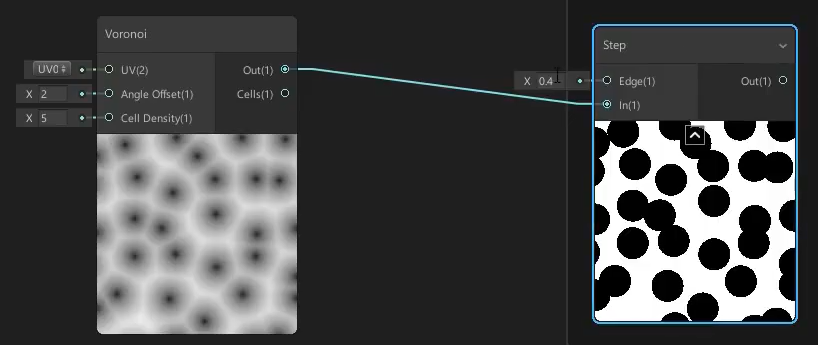 Voronoi
UV0
UV(2)
Out(1)
X 2
Angle Offset(1)
Cells(1)
X 5
Cell Density(1)
Step
X 0.4
Edge(1)
Out(1)
In(1)